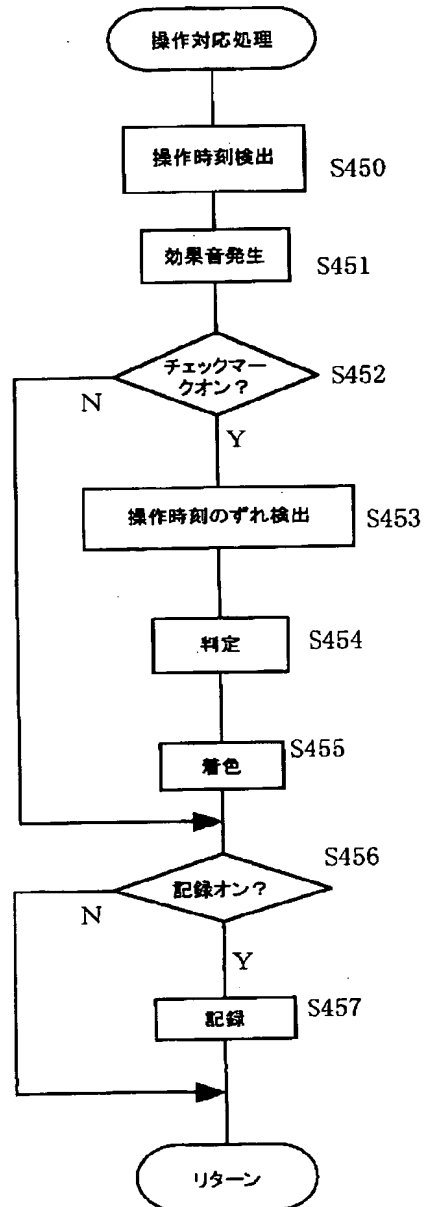 操作対応処理
操作時刻検出
S450
効果音発生
S451
チェックマー
クオン？
S452
N
Y
操作時刻のずれ検出
S453
判定
S454
着色
S455
記録オン？
S456
N
Y
記録
S457
リターン